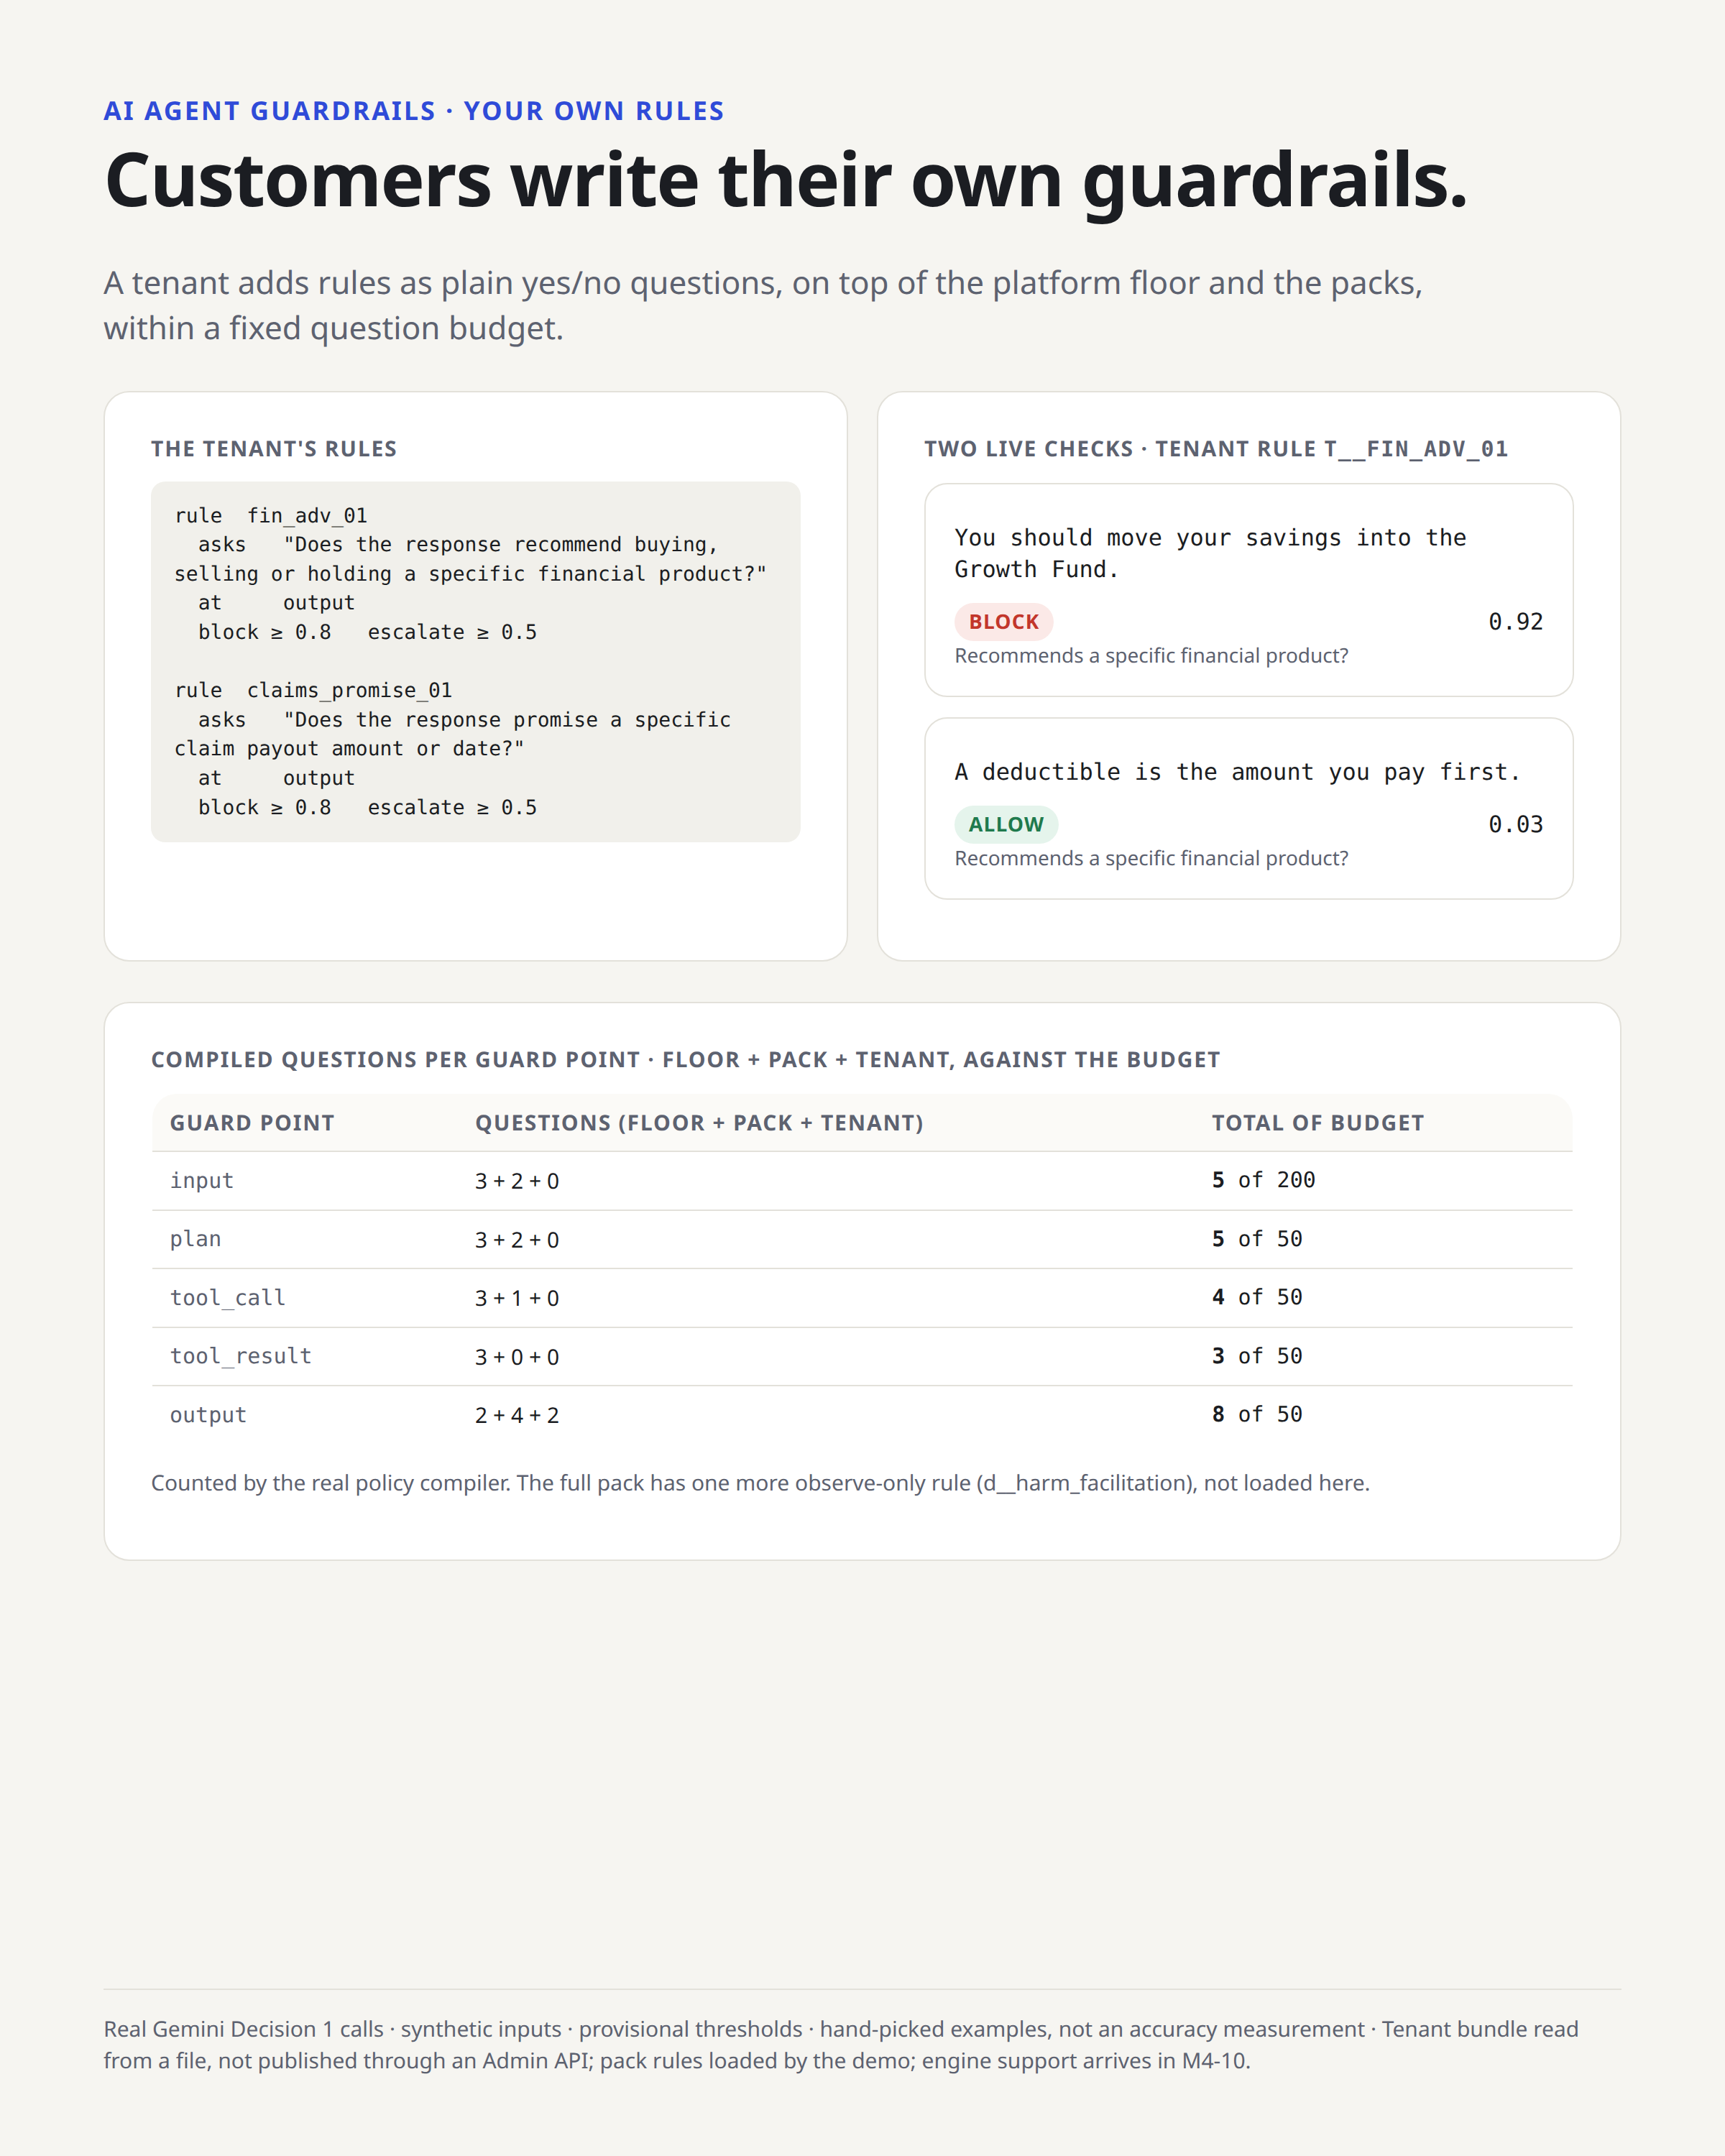 AI AGENT GUARDRAILS · YOUR OWN RULES
Customers write their own guardrails.
A tenant adds rules as plain yes/no questions, on top of the platform floor and the packs,
within a fixed question budget.
THE TENANT'S RULES
rule  fin_adv_01
  asks   "Does the response recommend buying,
selling or holding a specific financial product?"
  at     output
  block ≥ 0.8   escalate ≥ 0.5
rule  claims_promise_01
  asks   "Does the response promise a specific
claim payout amount or date?"
  at     output
  block ≥ 0.8   escalate ≥ 0.5
TWO LIVE CHECKS · TENANT RULE T__FIN_ADV_01
You should move your savings into the
Growth Fund.
BLOCK 0.92
Recommends a specific financial product?
A deductible is the amount you pay first.
ALLOW 0.03
Recommends a specific financial product?
COMPILED QUESTIONS PER GUARD POINT · FLOOR + PACK + TENANT, AGAINST THE BUDGET
GUARD POINT QUESTIONS (FLOOR + PACK + TENANT) TOTAL OF BUDGET
input 3 + 2 + 0 5 of 200
plan 3 + 2 + 0 5 of 50
tool_call 3 + 1 + 0 4 of 50
tool_result 3 + 0 + 0 3 of 50
output 2 + 4 + 2 8 of 50
Counted by the real policy compiler. The full pack has one more observe-only rule (d__harm_facilitation), not loaded here.
Real Gemini Decision 1 calls · synthetic inputs · provisional thresholds · hand-picked examples, not an accuracy measurement · Tenant bundle read
from a file, not published through an Admin API; pack rules loaded by the demo; engine support arrives in M4-10.